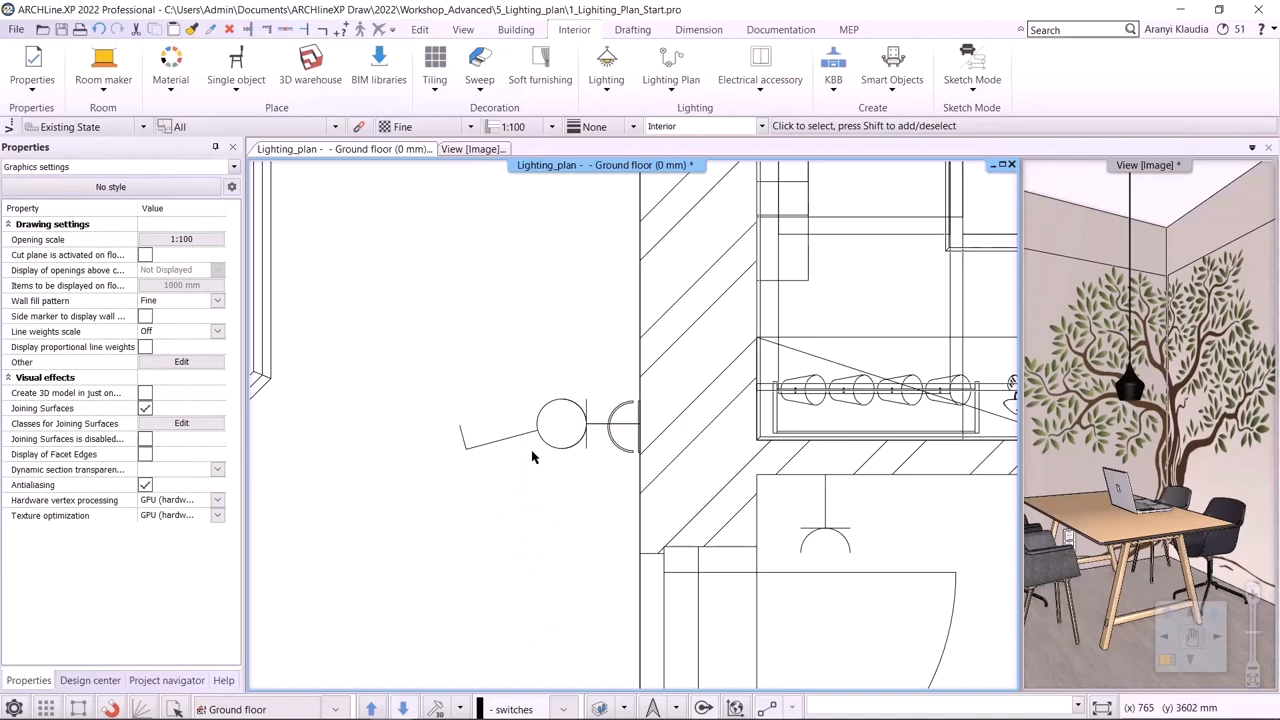 ARCHLine.XP 2022 Professional - C:\Users\Admin\Documents\ARCHlineXP Draw\2022\Workshop_Advanced\5_Lighting_plan\1_Lighiting_Plan_Start.pro
File
Edit View Building Interior Drafting Dimension Documentation MEP
Search
Aranyi Klaudia 51
Properties Room maker Material Single object 3D warehouse BIM libraries Tiling Sweep Soft furnishing Lighting Lighting Plan Electrical accessory KBB Smart Objects Sketch Mode
Properties Room Place Decoration Lighting Create Sketch Mode
Existing State All Fine 1:100 None Interior Click to select, press Shift to add/deselect
Properties
Lighting_plan - - Ground floor (0 mm)... View [Image]...
Graphics settings
Lighting_plan - - Ground floor (0 mm) *
View [Image] *
No style
Property Value
Drawing settings
Opening scale 1:100
Cut plane is activated on flo...
Display of openings above c... Not Displayed
Items to be displayed on flo... 1000 mm
Wall fill pattern Fine
Side marker to display wall ...
Line weights scale Off
Display proportional line weights
Other Edit
Visual effects
Create 3D model in just on...
Joining Surfaces
Classes for Joining Surfaces Edit
Joining Surfaces is disabled...
Display of Facet Edges
Dynamic section transparen...
Antialiasing
Hardware vertex processing GPU (hardw...
Texture optimization GPU (hardw...
Properties Design center Project navigator Help
Ground floor
- switches
(x) 765 (y) 3602 mm